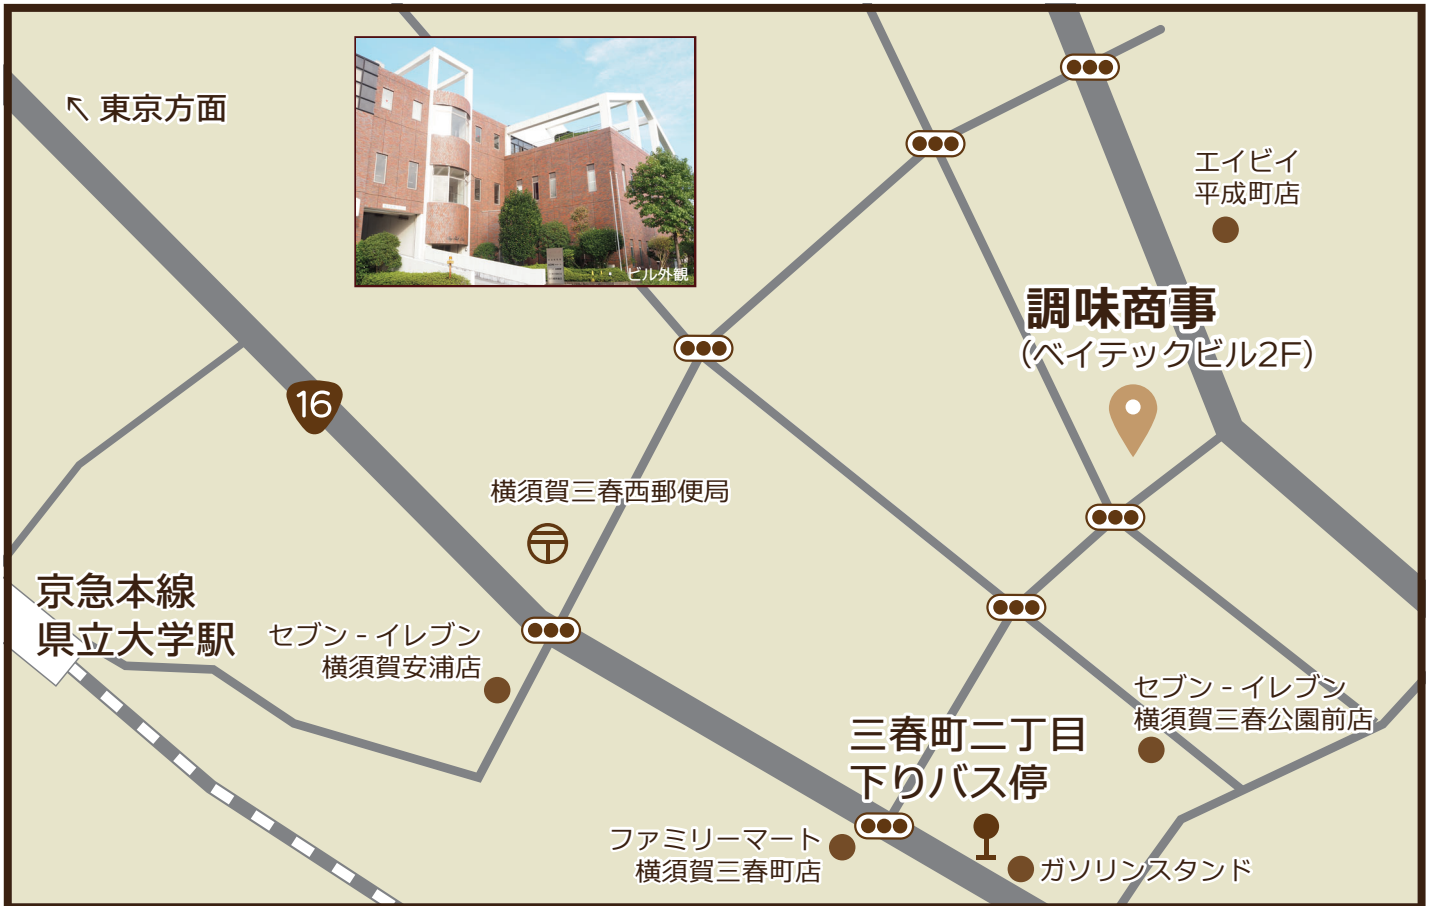 ↖ 東京方面
ビル外観
エイビイ
平成町店
調味商事
（ベイテックビル2F）
16
横須賀三春西郵便局
京急本線
県立大学駅
セブン‐イレブン
横須賀安浦店
セブン‐イレブン
横須賀三春公園前店
三春町二丁目
下りバス停
ファミリーマート
横須賀三春町店
ガソリンスタンド